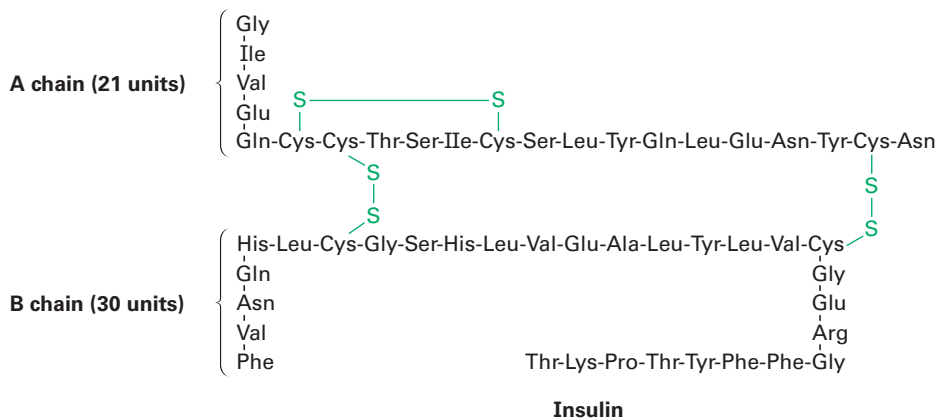 Gly
Ile
Val
Glu
A chain (21 units)
S S
Gln-Cys-Cys-Thr-Ser-IIe-Cys-Ser-Leu-Tyr-Gln-Leu-Glu-Asn-Tyr-Cys-Asn
S S
S S
His-Leu-Cys-Gly-Ser-His-Leu-Val-Glu-Ala-Leu-Tyr-Leu-Val-Cys
Gln Gly
B chain (30 units)
Asn Glu
Val Arg
Phe Thr-Lys-Pro-Thr-Tyr-Phe-Phe-Gly
Insulin